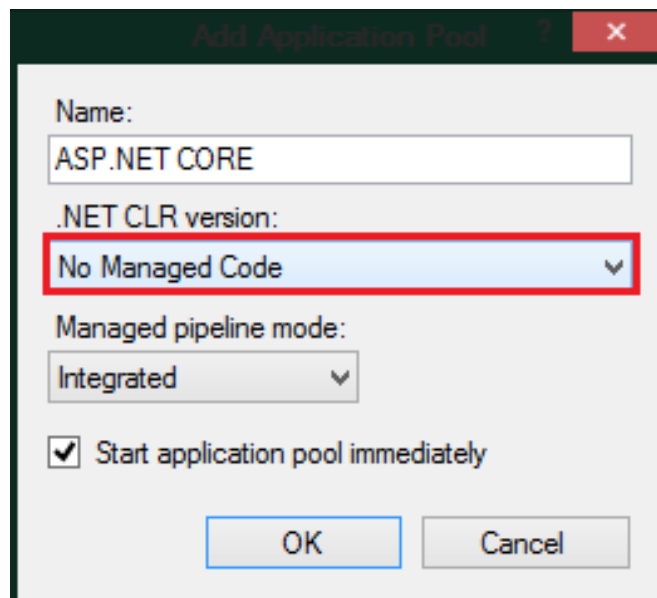 Add Application Pool ?
Name:
ASP.NET CORE
.NET CLR version:
No Managed Code
Managed pipeline mode:
Integrated
Start application pool immediately
OK Cancel